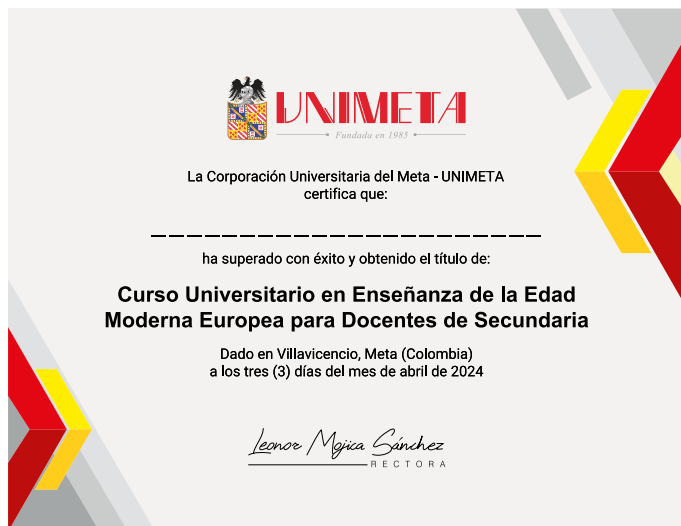 UNIMETA
Fundada en 1985
La Corporación Universitaria del Meta - UNIMETA
certifica que:
ha superado con éxito y obtenido el título de:
Curso Universitario en Enseñanza de la Edad
Moderna Europea para Docentes de Secundaria
Dado en Villavicencio, Meta (Colombia)
a los tres (3) días del mes de abril de 2024
Leonor Mojica Sánchez
RECTORA